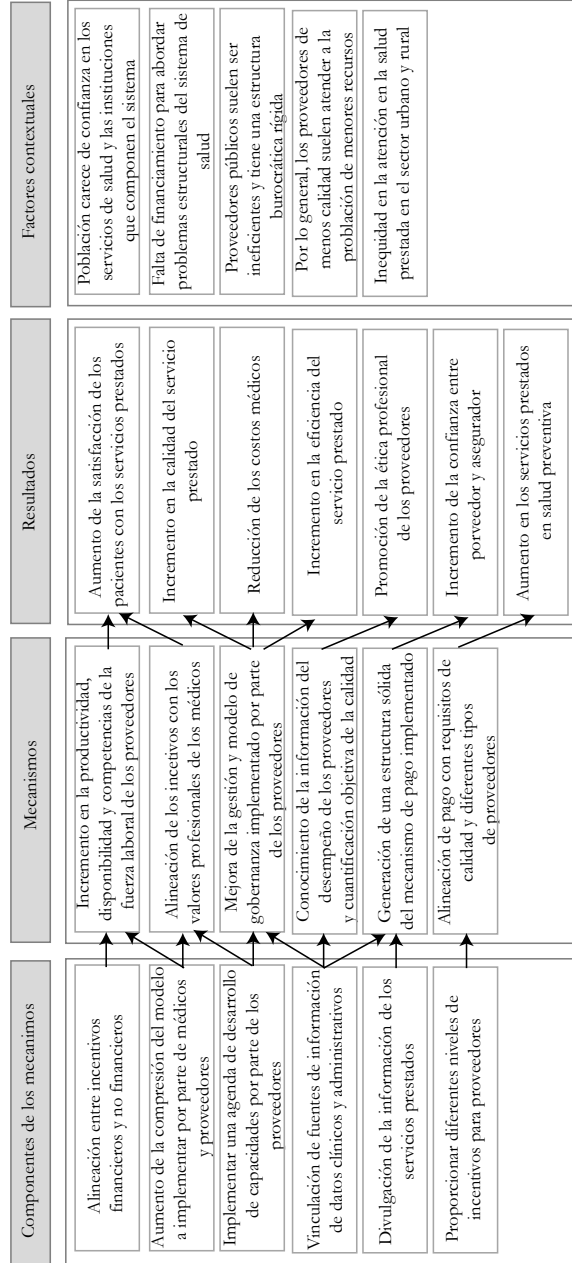 Componentes de los mecanimos
Alineación entre incentivos
financieros y no financieros
Aumento de la compresión del modelo
a implementar por parte de médicos
y proveedores
Implementar una agenda de desarrollo
de capacidades por parte de los
proveedores
Vinculación de fuentes de información
de datos clínicos y administrativos
Divulgación de la información de los
servicios prestados
Proporcionar diferentes niveles de
incentivos para proveedores
Mecanismos
Incremento en la productividad,
disponibilidad y competencias de la
fuerza laboral de los proveedores
Alineación de los incetivos con los
valores profesionales de los médicos
Mejora de la gestión y modelo de
gobernanza implementado por parte
de los proveedores
Conocimiento de la información del
desempeño de los proveedores
y cuantificación objetiva de la calidad
Generación de una estructura sólida
del mecanismo de pago implementado
Alineación de pago con requisitos de
calidad y diferentes tipos
de proveedores
Resultados
Aumento de la satisfacción de los
pacientes con los servicios prestados
Incremento en la calidad del servicio
prestado
Reducción de los costos médicos
Incremento en la eficiencia del
servicio prestado
Promoción de la ética profesional
de los proveedores
Incremento de la confianza entre
porveedor y asegurador
Aumento en los servicios prestados
en salud preventiva
Factores contextuales
Población carece de confianza en los
servicios de salud y las instituciones
que componen el sistema
Falta de financiamiento para abordar
problemas estructurales del sistema de
salud
Proveedores públicos suelen ser
ineficientes y tiene una estructura
burocrática rígida
Por lo general, los proveedores de
menos calidad suelen atender a la
problación de menores recursos
Inequidad en la atención en la salud
prestada en el sector urbano y rural